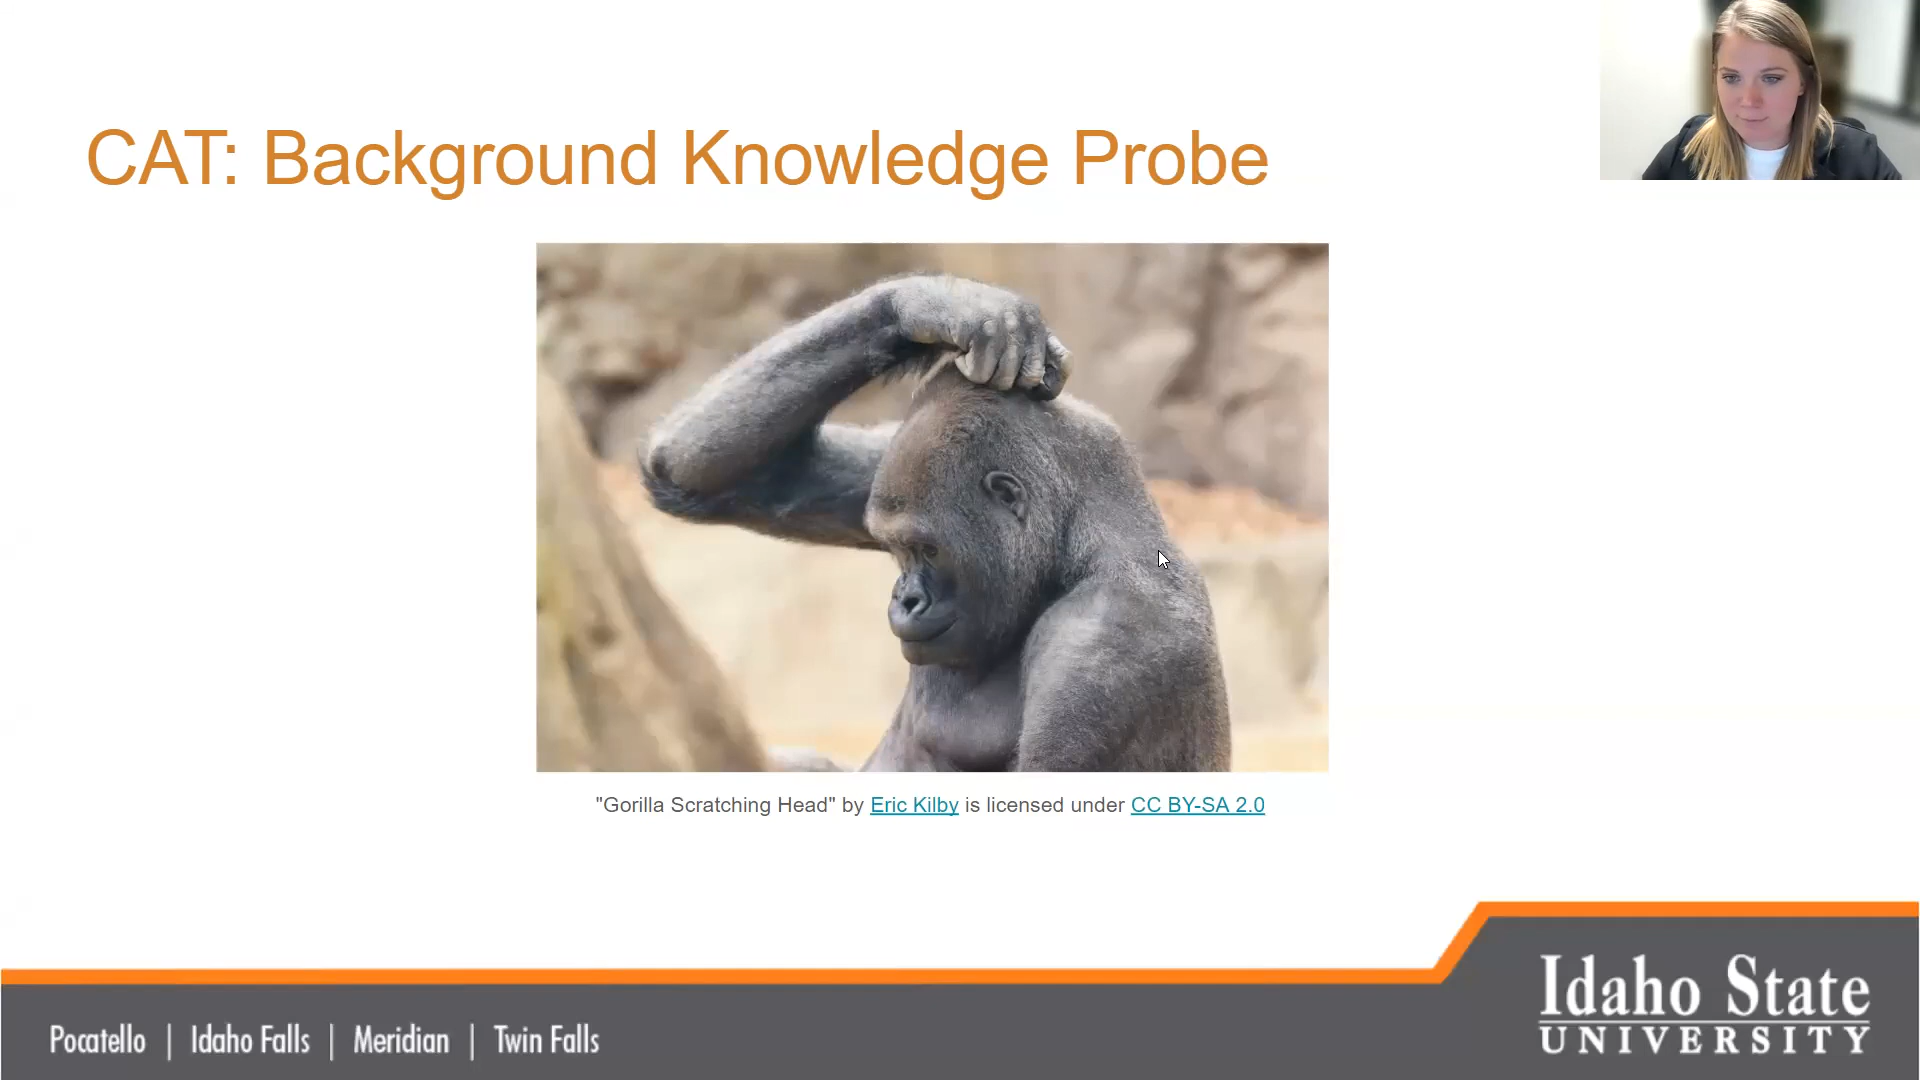 CAT: Background Knowledge Probe
"Gorilla Scratching Head" by Eric Kilby is licensed under CC BY-SA 2.0
Pocatello | Idaho Falls | Meridian | Twin Falls
Idaho State
UNIVERSITY